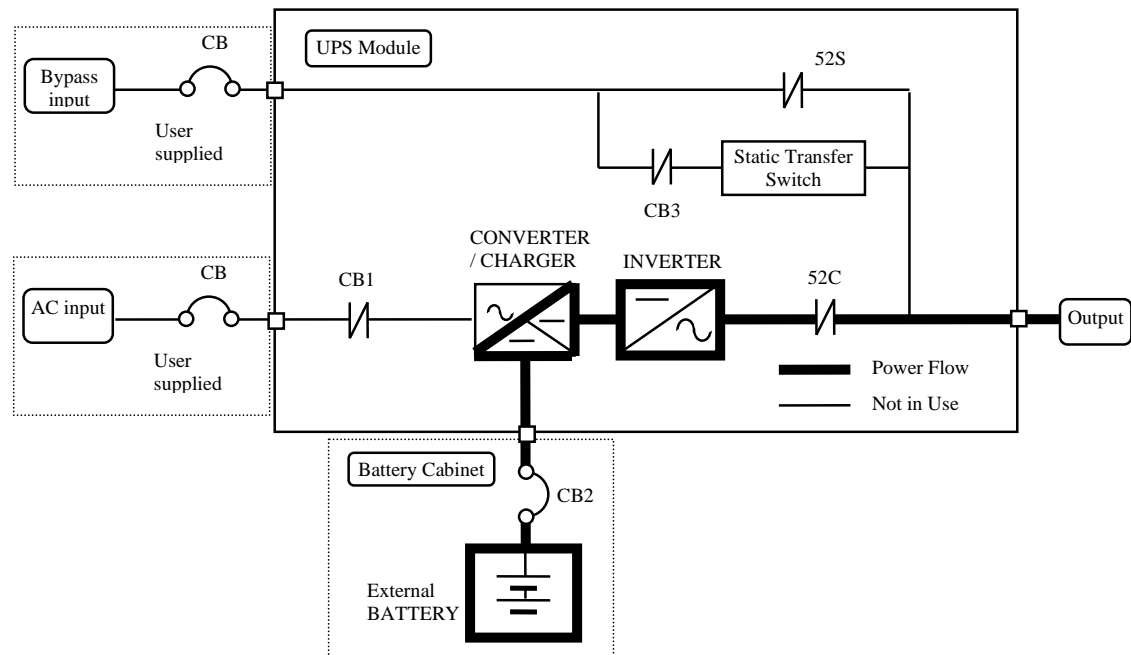 CB
UPS Module
52S
Bypass
input
User
supplied
Static Transfer
Switch
CB3
CONVERTER
/ CHARGER
INVERTER
CB
CB1
52C
AC input
Output
User
supplied
Power Flow
Not in Use
Battery Cabinet
CB2
External
BATTERY